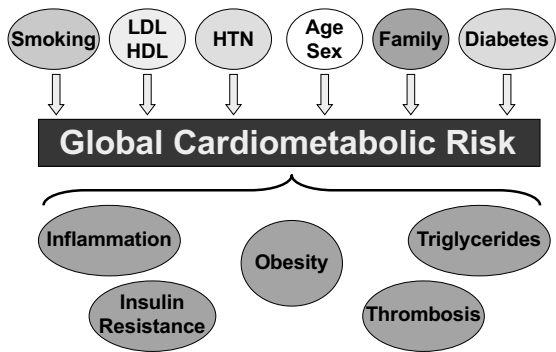 Smoking
LDL
HDL
HTN
Age
Sex
Family
Diabetes
Global Cardiometabolic Risk
Inflammation
Obesity
Triglycerides
Insulin
Resistance
Thrombosis